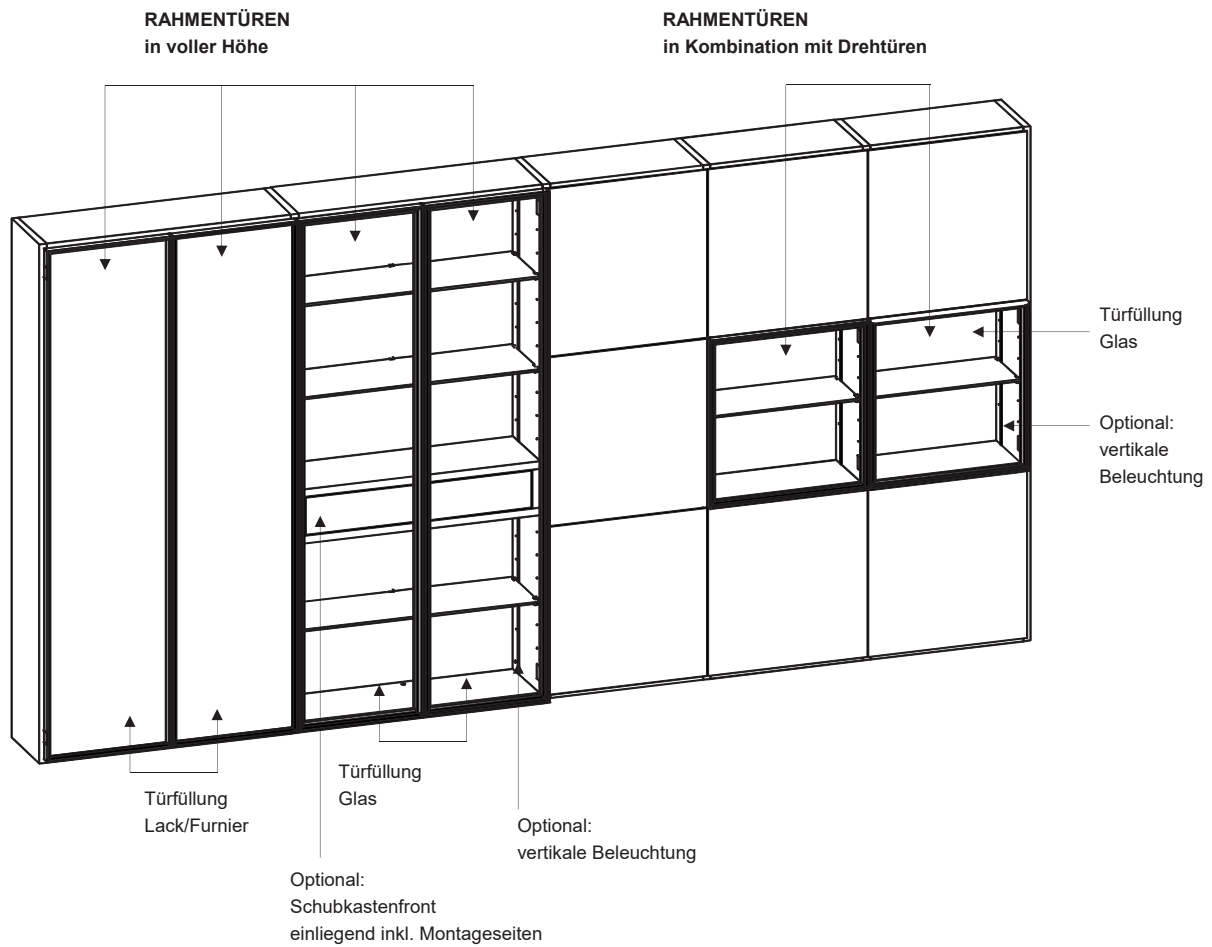 RAHMENTÜREN
in voller Höhe
RAHMENTÜREN
in Kombination mit Drehtüren
Türfüllung
Glas
Optional:
vertikale
Beleuchtung
Türfüllung
Lack/Furnier
Türfüllung
Glas
Optional:
vertikale Beleuchtung
Optional:
Schubkastenfront
einliegend inkl. Montageseiten